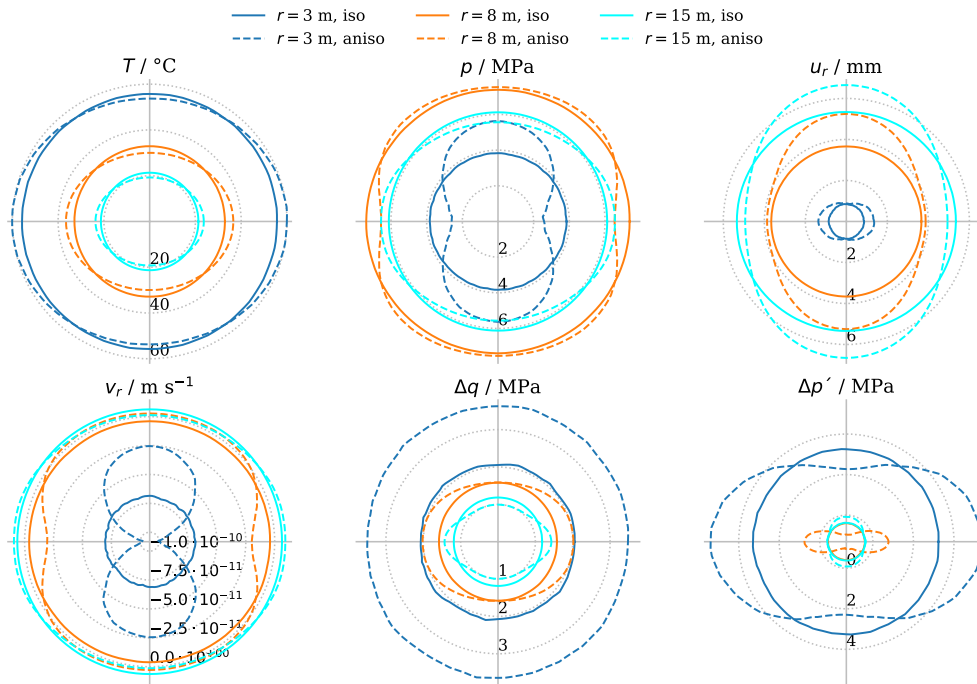 r = 3 m, iso r = 8 m, iso r = 15 m, iso
r = 3 m, aniso r = 8 m, aniso r = 15 m, aniso
T / °C p / MPa u_r / mm
20 2 2
40 4 4
60 6 6
v_r / m s⁻¹ Δq / MPa Δp´ / MPa
−1.0 · 10⁻¹⁰ 1 0
−7.5 · 10⁻¹¹ 2 2
−5.0 · 10⁻¹¹ 3 4
−2.5 · 10⁻¹¹
0.0 · 10⁺⁰⁰